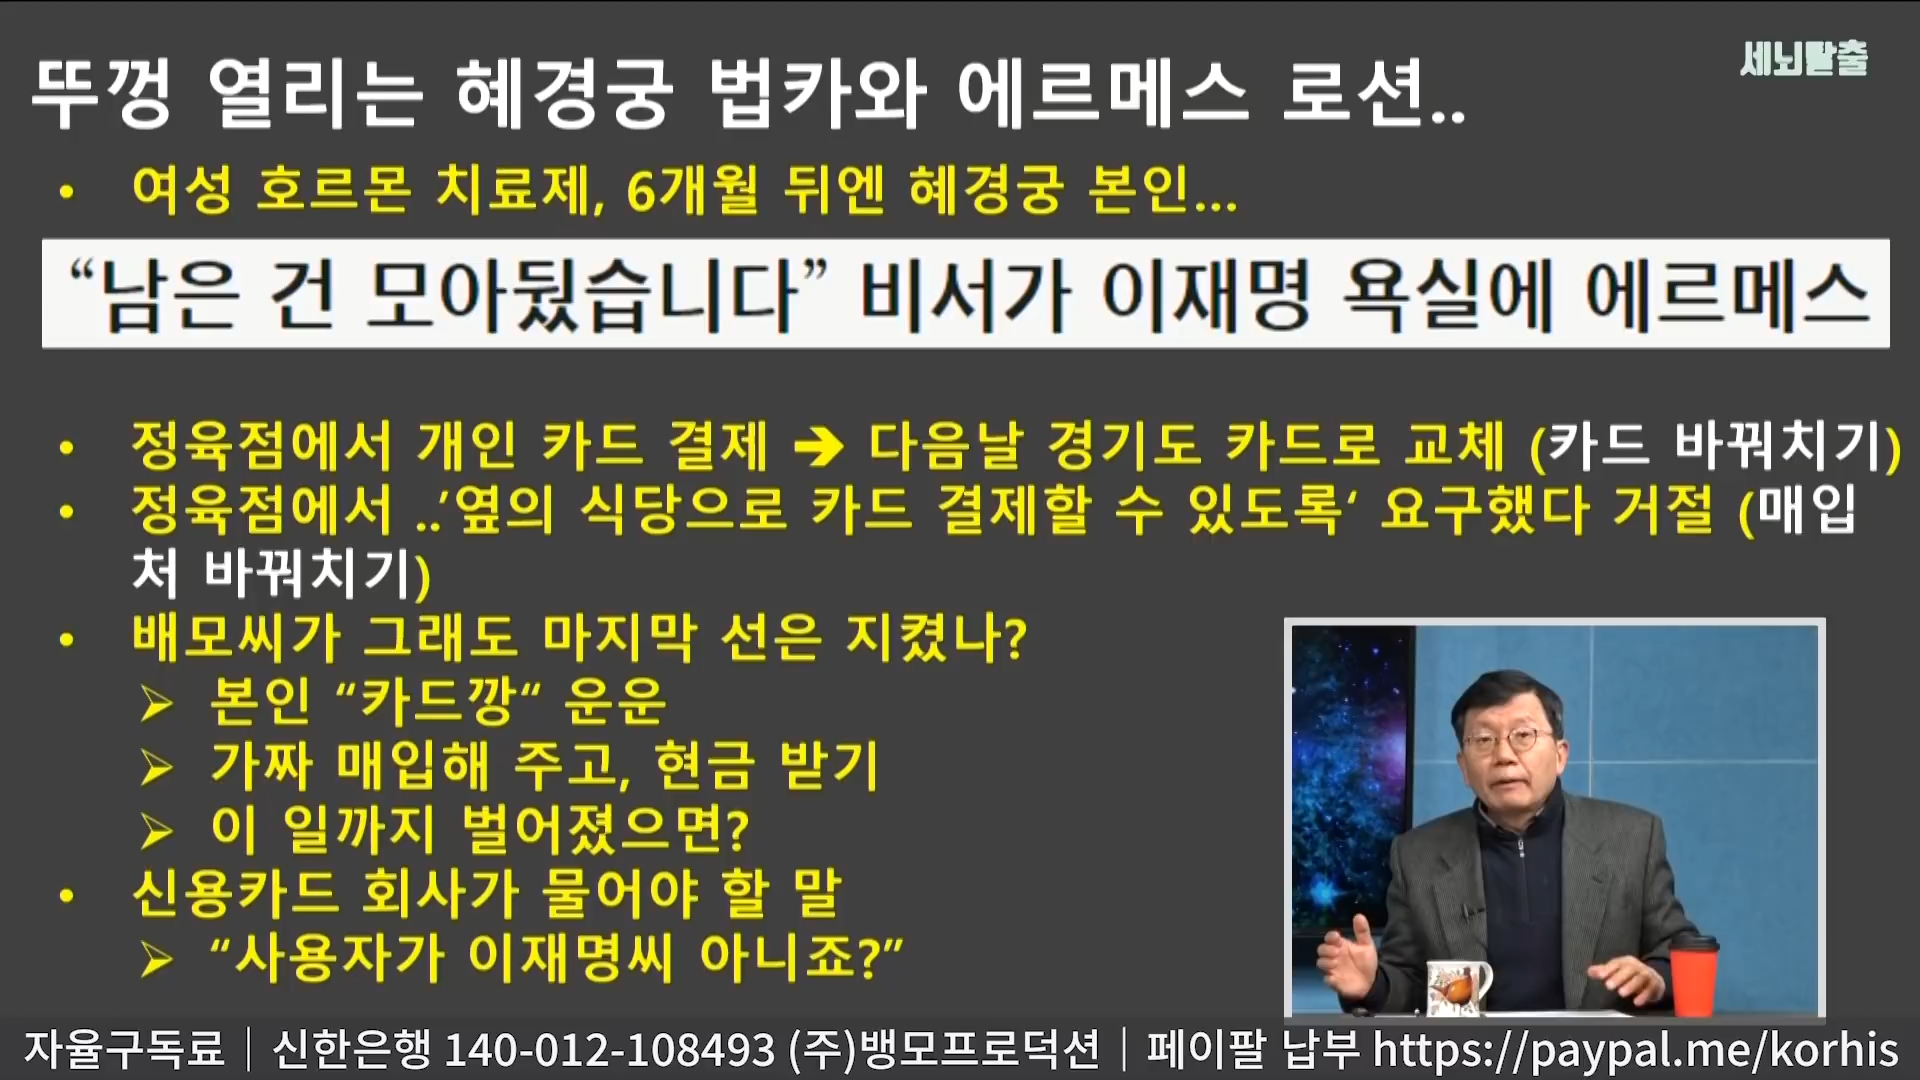 뚜껑 열리는 혜경궁 법카와 에르메스 로션..
세뇌탈출
• 여성 호르몬 치료제, 6개월 뒤엔 혜경궁 본인...
“남은 건 모아뒀습니다” 비서가 이재명 욕실에 에르메스
• 정육점에서 개인 카드 결제 ➔ 다음날 경기도 카드로 교체 (카드 바꿔치기)
• 정육점에서 ..’옆의 식당으로 카드 결제할 수 있도록‘ 요구했다 거절 (매입
처 바꿔치기)
• 배모씨가 그래도 마지막 선은 지켰나?
➢ 본인 “카드깡“ 운운
➢ 가짜 매입해 주고, 현금 받기
➢ 이 일까지 벌어졌으면?
• 신용카드 회사가 물어야 할 말
➢ “사용자가 이재명씨 아니죠?”
자율구독료｜신한은행 140-012-108493 (주)뱅모프로덕션｜페이팔 납부 https://paypal.me/korhis